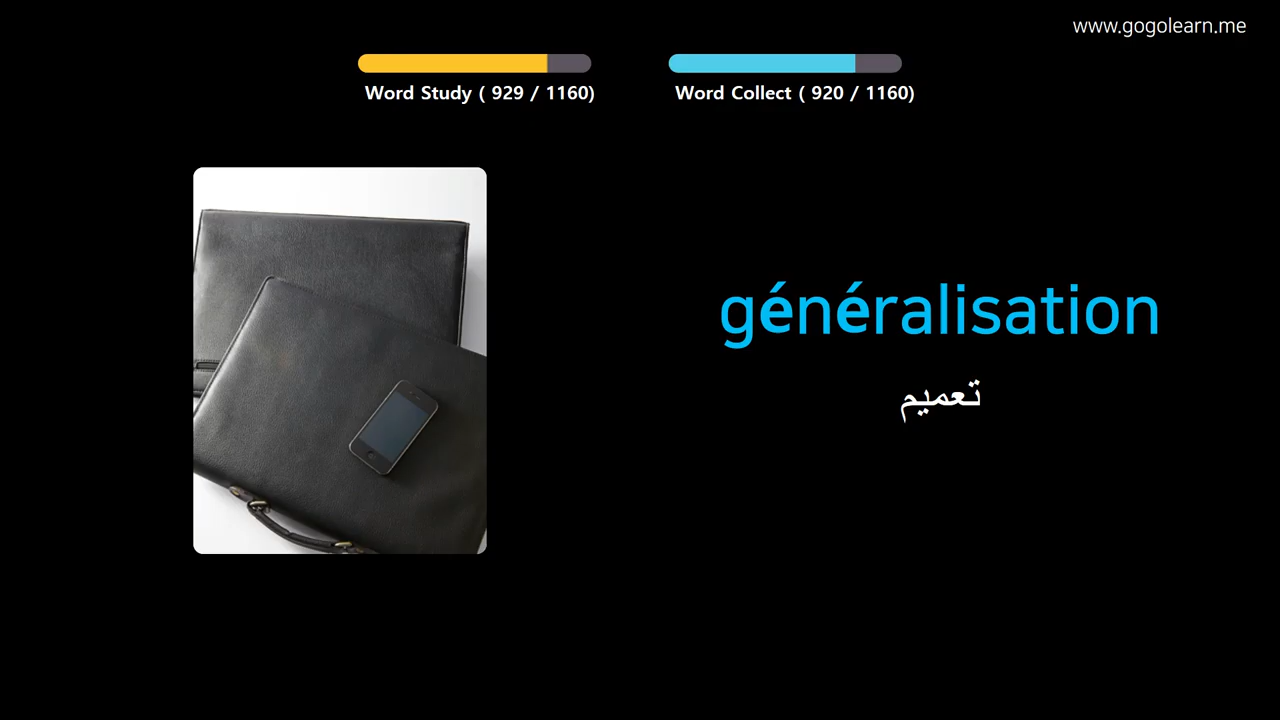 www.gogolearn.me
Word Study ( 929 / 1160)
Word Collect ( 920 / 1160)
généralisation
تعميم